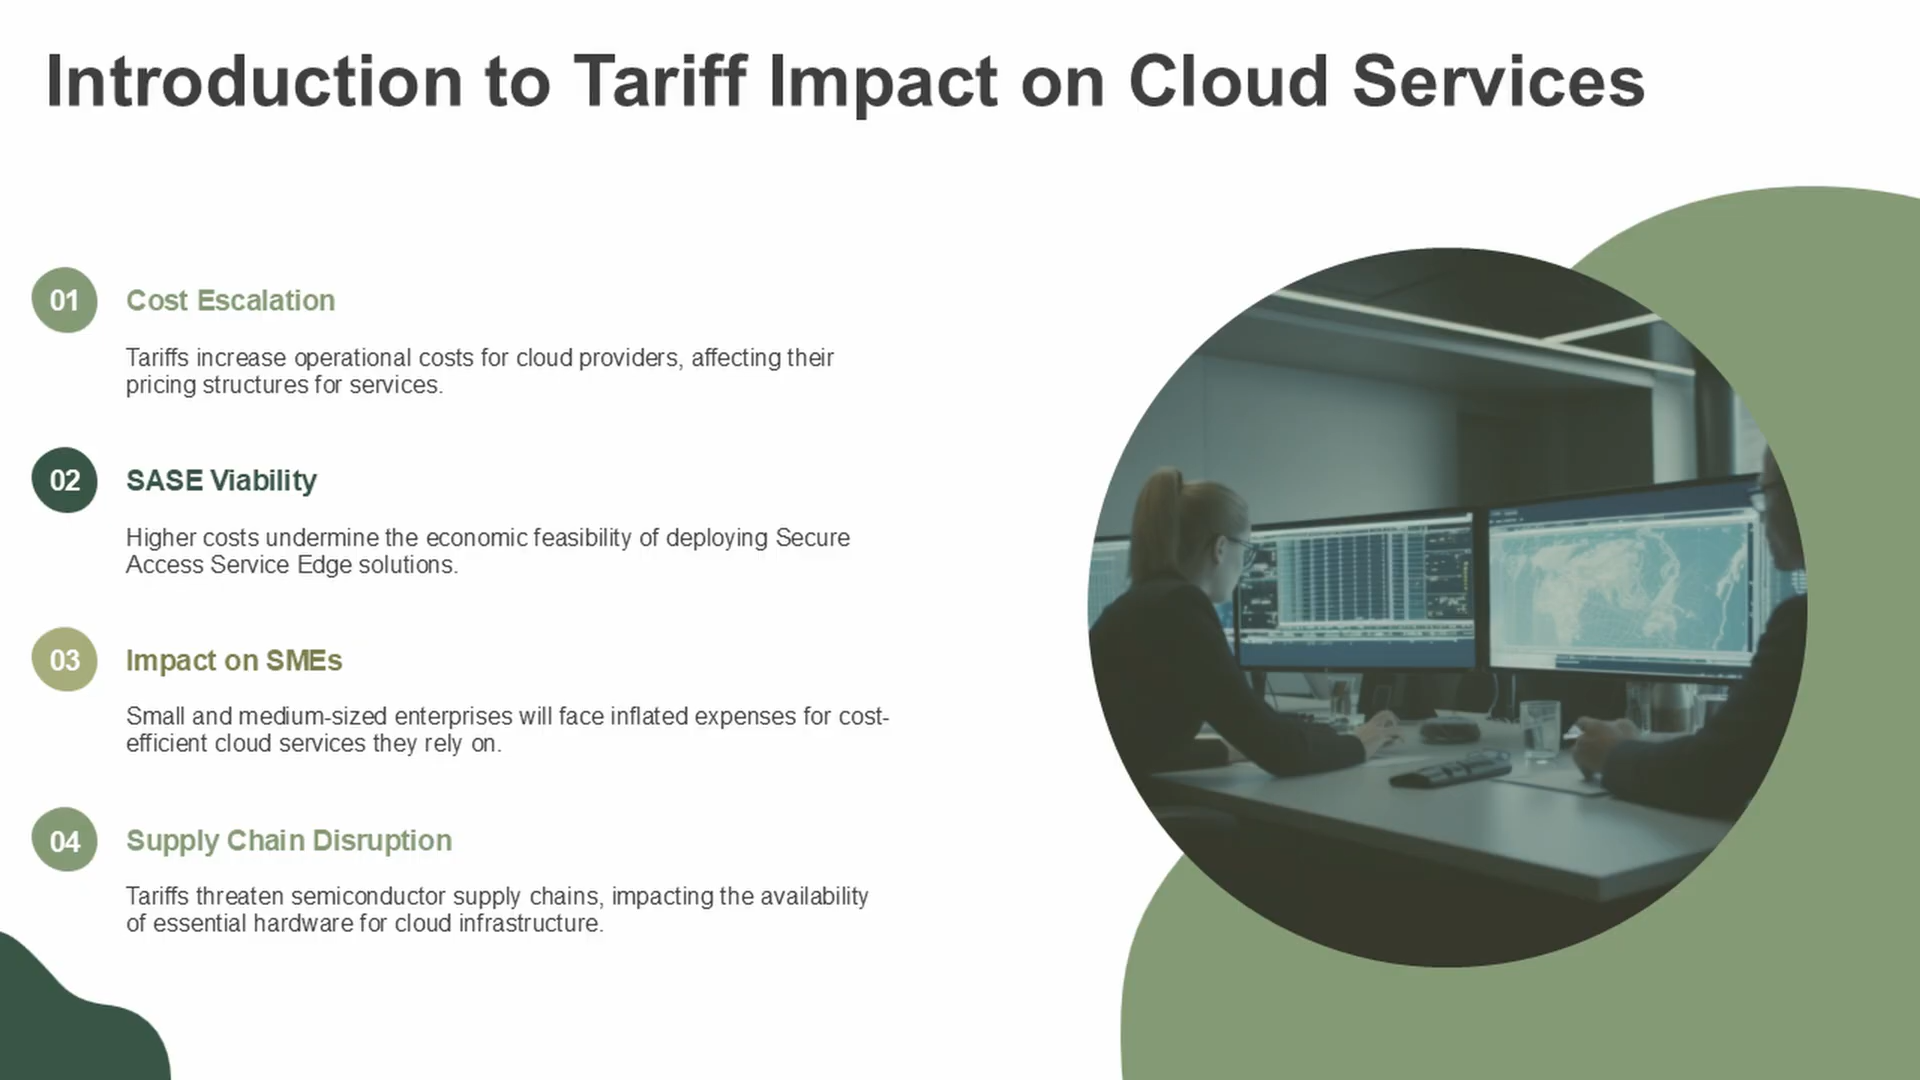 Introduction to Tariff Impact on Cloud Services
01
Cost Escalation
Tariffs increase operational costs for cloud providers, affecting their
pricing structures for services.
02
SASE Viability
Higher costs undermine the economic feasibility of deploying Secure
Access Service Edge solutions.
03
Impact on SMEs
Small and medium-sized enterprises will face inflated expenses for cost-
efficient cloud services they rely on.
04
Supply Chain Disruption
Tariffs threaten semiconductor supply chains, impacting the availability
of essential hardware for cloud infrastructure.